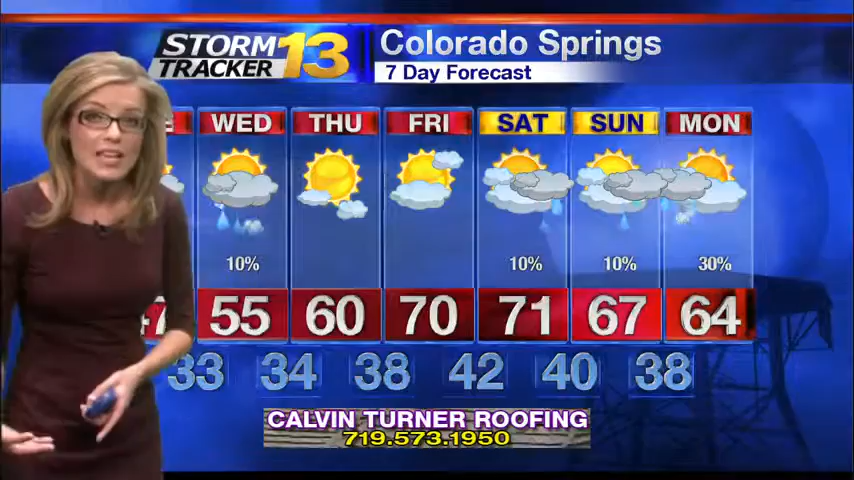 STORM
TRACKER 13
Colorado Springs
7 Day Forecast
WED THU FRI SAT SUN MON
10% 10% 10% 30%
47 55 60 70 71 67 64
33 34 38 42 40 38
CALVIN TURNER ROOFING
719.573.1950